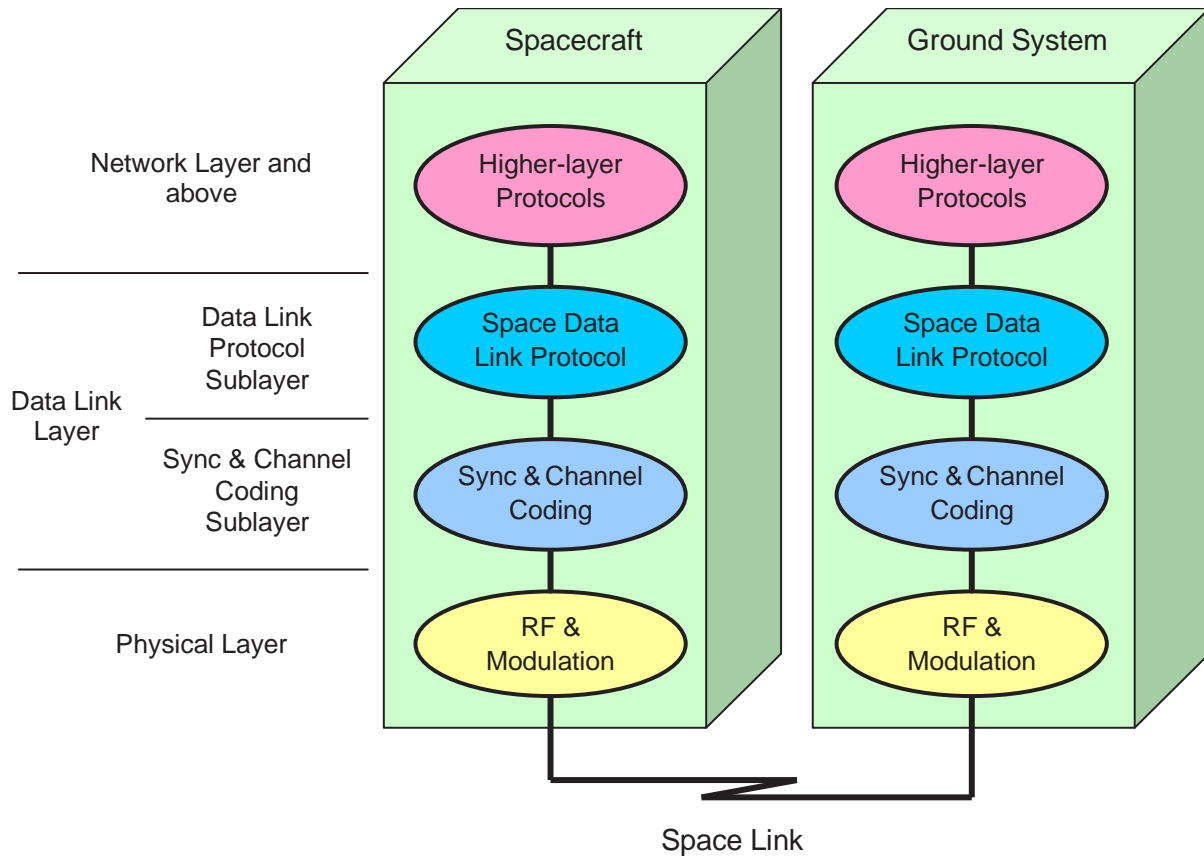 Spacecraft
Ground System
Network Layer and
above
Higher-layer
Protocols
Higher-layer
Protocols
Data Link
Layer
Data Link
Protocol
Sublayer
Space Data
Link Protocol
Space Data
Link Protocol
Sync & Channel
Coding
Sublayer
Sync & Channel
Coding
Sync & Channel
Coding
Physical Layer
RF &
Modulation
RF &
Modulation
Space Link